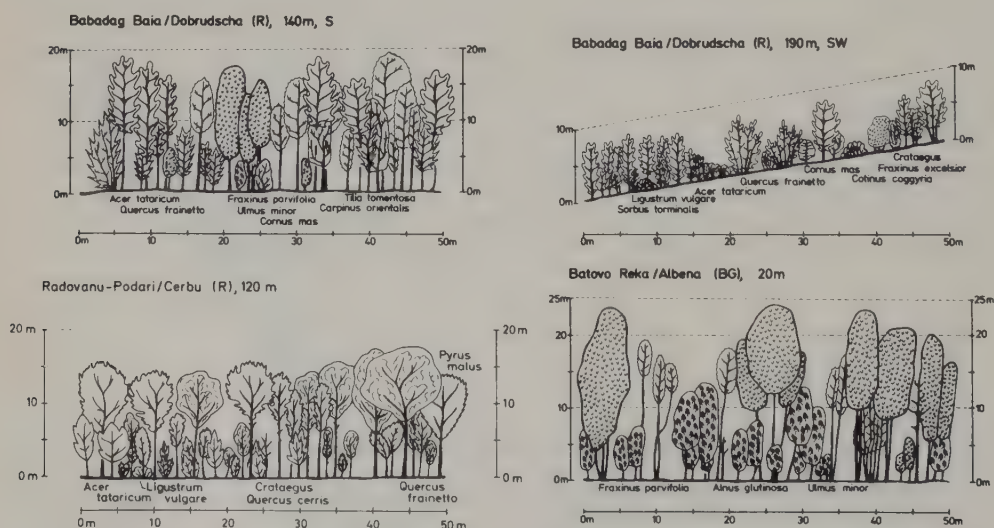 Babadag Baia/Dobrudscha (R), 140m, S
20m
20m
10
10
0m
0m
Acer tataricum
Fraxinus parvifolia
Tilia tomentosa
Quercus frainetto
Ulmus minor
Carpinus orientalis
Cornus mas
0m 10 20 30 40 50m
Babadag Baia/Dobrudscha (R), 190m, SW
10m
10m
0m
0m
Crataegus
Fraxinus excelsior
Cornus mas
Cotinus coggyria
Quercus frainetto
Acer tataricum
Ligustrum vulgare
Sorbus torminalis
0m 10 20 30 40 50m
Radovanu-Podari/Cerbu (R), 120 m
20 m
20 m
Pyrus
malus
10
10
0 m
0 m
Acer
tataricum
Ligustrum
vulgare
Crataegus
Quercus cerris
Quercus
frainetto
0m 10 20 30 40 50 m
Batovo Reka/Albena (BG), 20m
25m
25m
20
20
10
10
0m
0m
Fraxinus parvifolia
Alnus glutinosa
Ulmus minor
0m 10 20 30 40 50m